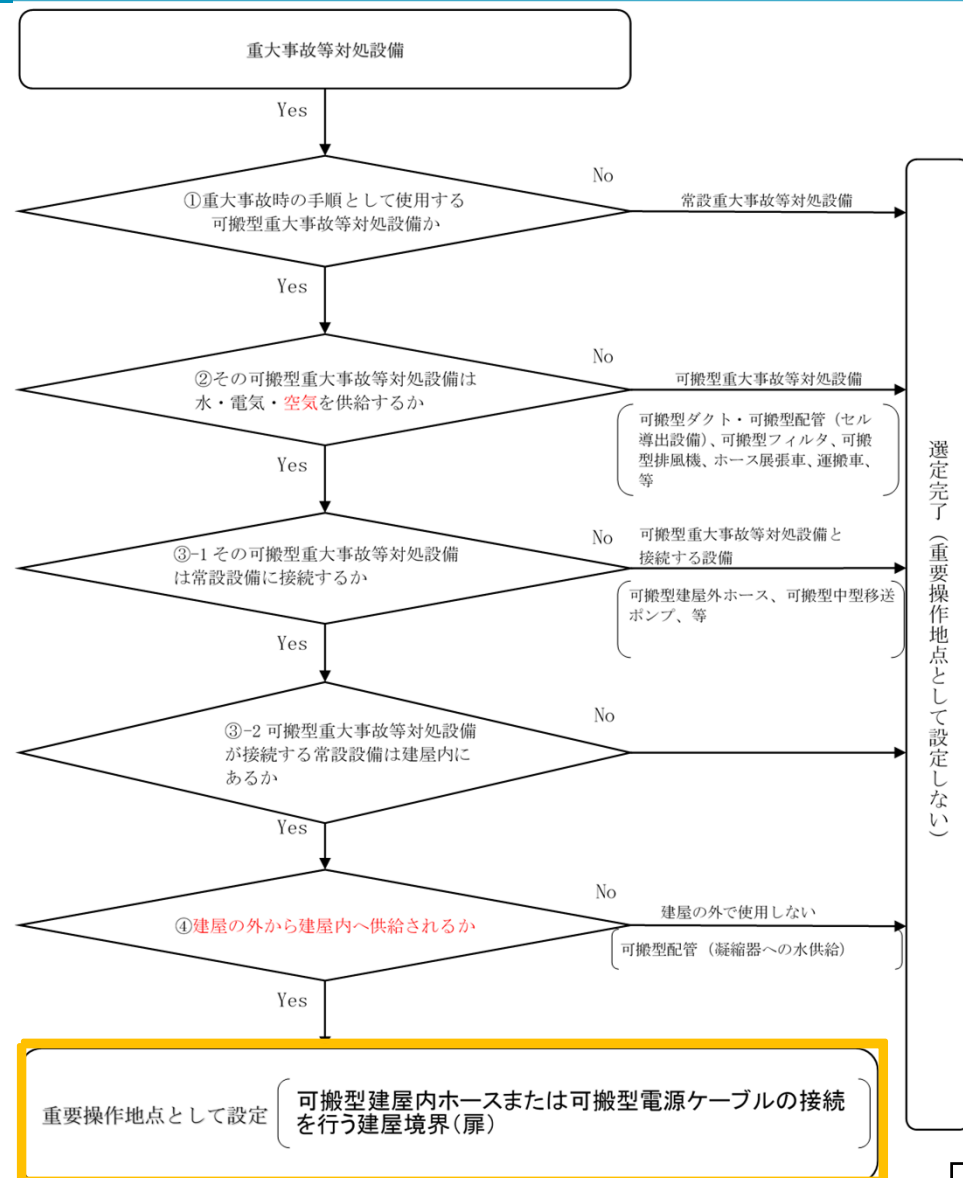 重大事故等対処設備
Yes
①重大事故時の手順として使用する
可搬型重大事故等対処設備か
No
常設重大事故等対処設備
Yes
②その可搬型重大事故等対処設備は
水・電気・空気を供給するか
No
可搬型重大事故等対処設備
可搬型ダクト・可搬型配管（セル
導出設備）、可搬型フィルタ、可搬
型排風機、ホース展張車、運搬車、
等
Yes
③-1 その可搬型重大事故等対処設備
は常設設備に接続するか
No
可搬型重大事故等対処設備と
接続する設備
可搬型建屋外ホース、可搬型中型移送
ポンプ、等
Yes
③-2 可搬型重大事故等対処設備
が接続する常設設備は建屋内に
あるか
No
Yes
④建屋の外から建屋内へ供給されるか
No
建屋の外で使用しない
可搬型配管（凝縮器への水供給）
Yes
重要操作地点として設定
可搬型建屋内ホースまたは可搬型電源ケーブルの接続
を行う建屋境界（扉）
選定完了（重要操作地点として設定しない）